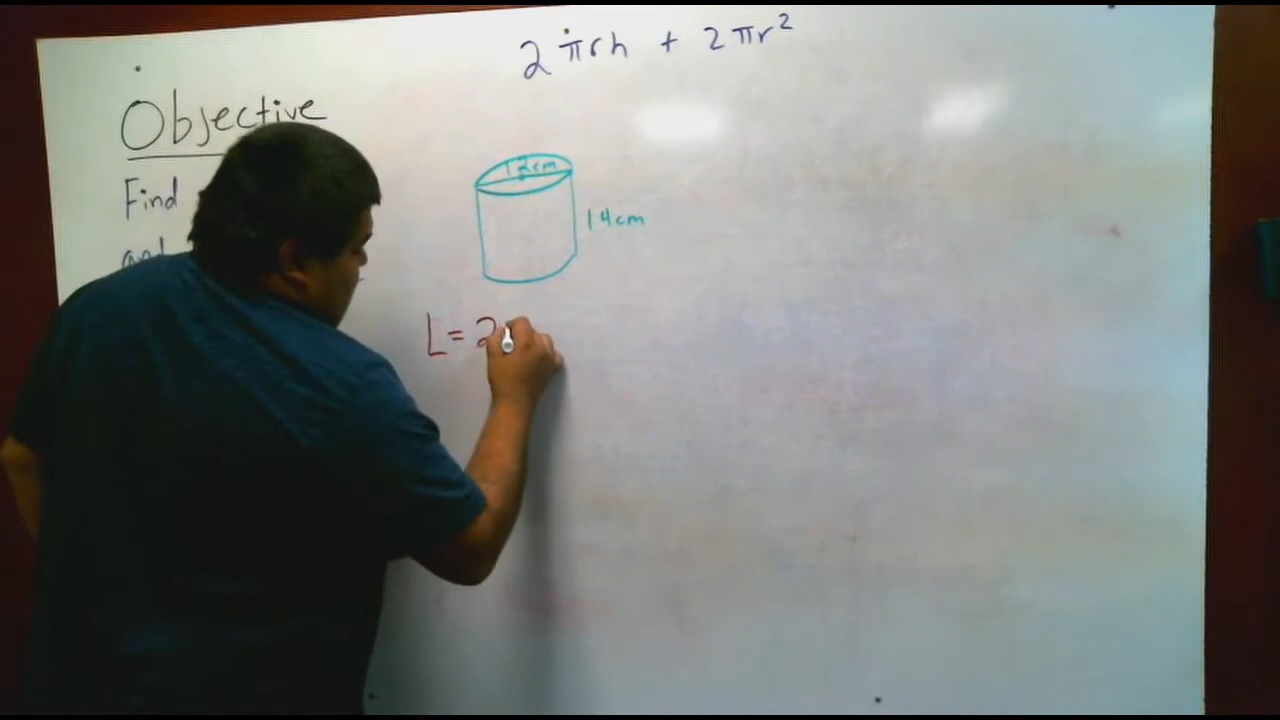 2πrh + 2πr²
Objective
Find
12cm
14cm
L = 2